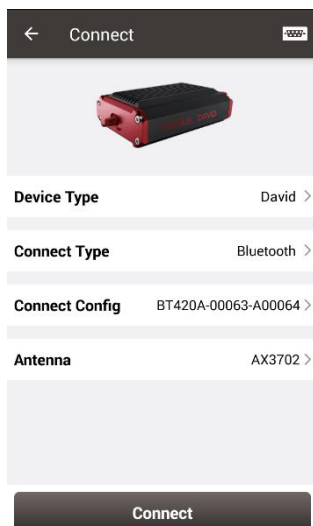 Connect
Device Type David
Connect Type Bluetooth
Connect Config BT420A-00063-A00064
Antenna AX3702
Connect